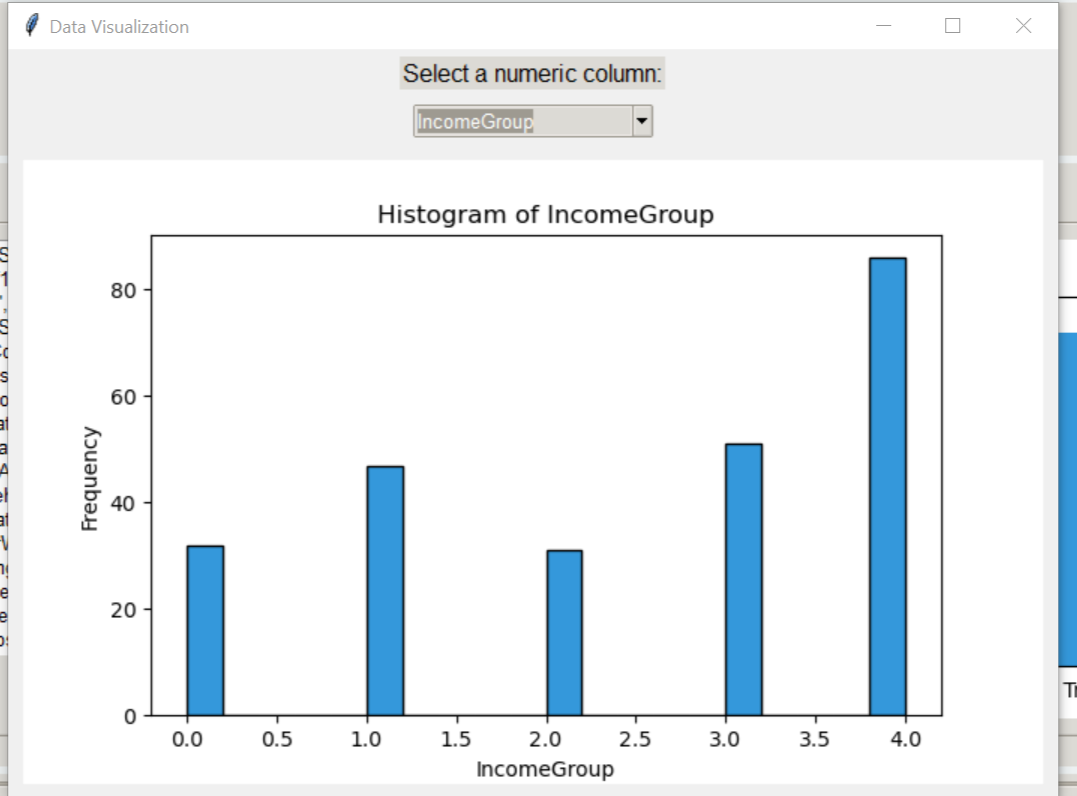 Data Visualization
Select a numeric column:
IncomeGroup
Histogram of IncomeGroup
Frequency
80
60
40
20
0
0.0 0.5 1.0 1.5 2.0 2.5 3.0 3.5 4.0
IncomeGroup